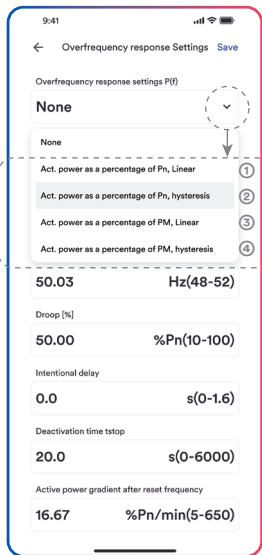 9:41
Overfrequency response Settings Save
Overfrequency response settings P(f)
None
None
Act. power as a percentage of Pn, Linear ①
Act. power as a percentage of Pn, hysteresis ②
Act. power as a percentage of PM, Linear ③
Act. power as a percentage of PM, hysteresis ④
50.03 Hz(48-52)
Droop [%]
50.00 %Pn(10-100)
Intentional delay
0.0 s(0-1.6)
Deactivation time tstop
20.0 s(0-6000)
Active power gradient after reset frequency
16.67 %Pn/min(5-650)